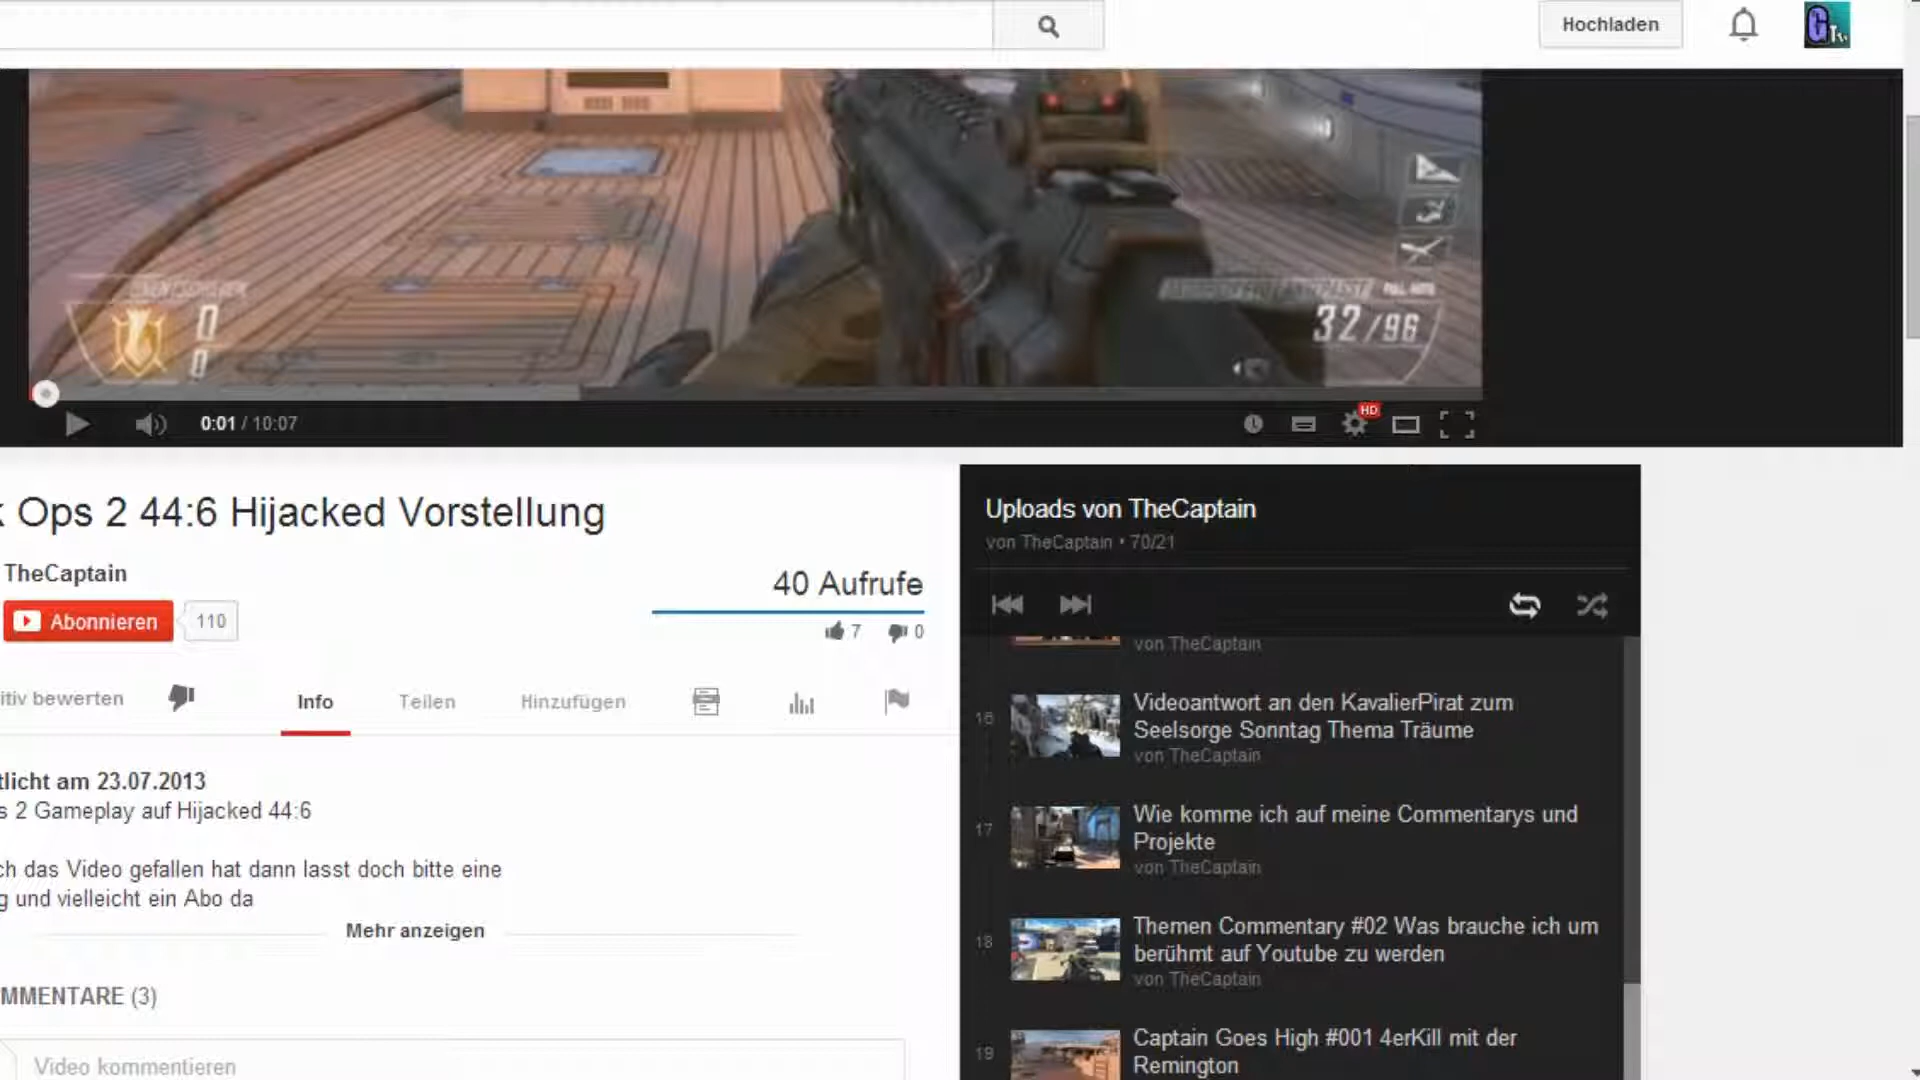 Hochladen
0
0
32/96
HD
0:01 / 10:07
k Ops 2 44:6 Hijacked Vorstellung
TheCaptain
Abonnieren
110
40 Aufrufe
7
0
itiv bewerten
Info
Teilen
Hinzufügen
tlicht am 23.07.2013
s 2 Gameplay auf Hijacked 44:6
ch das Video gefallen hat dann lasst doch bitte eine
g und vielleicht ein Abo da
Mehr anzeigen
MMENTARE (3)
Video kommentieren
Uploads von TheCaptain
von TheCaptain • 70/21
von TheCaptain
16
Videoantwort an den KavalierPirat zum
Seelsorge Sonntag Thema Träume
von TheCaptain
17
Wie komme ich auf meine Commentarys und
Projekte
von TheCaptain
18
Themen Commentary #02 Was brauche ich um
berühmt auf Youtube zu werden
von TheCaptain
19
Captain Goes High #001 4erKill mit der
Remington